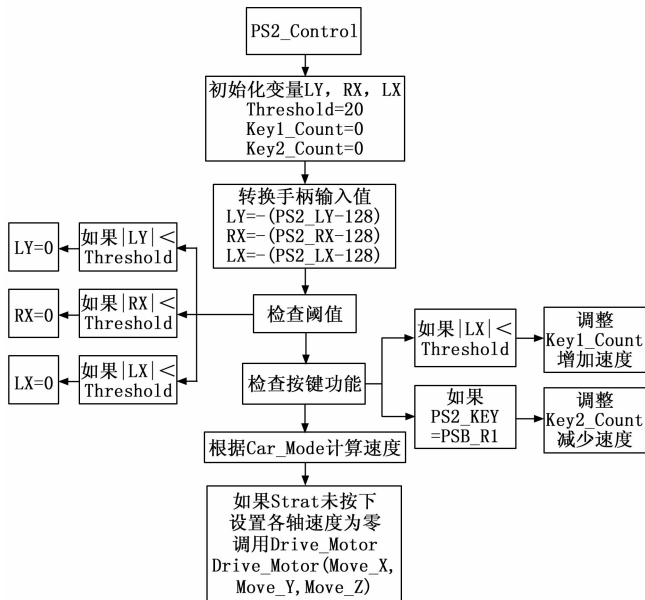 PS2_Control
初始化变量LY，RX，LX
Threshold=20
Key1_Count=0
Key2_Count=0
转换手柄输入值
LY=-(PS2_LY-128)
RX=-(PS2_RX-128)
LX=-(PS2_LX-128)
LY=0
如果|LY|<
Threshold
RX=0
如果|RX|<
Threshold
LX=0
如果|LX|<
Threshold
检查阈值
检查按键功能
如果|LX|<
Threshold
调整
Key1_Count
增加速度
如果
PS2_KEY
=PSB_R1
调整
Key2_Count
减少速度
根据Car_Mode计算速度
如果Strat未按下
设置各轴速度为零
调用Drive_Motor
Drive_Motor(Move_X,
Move_Y,Move_Z)